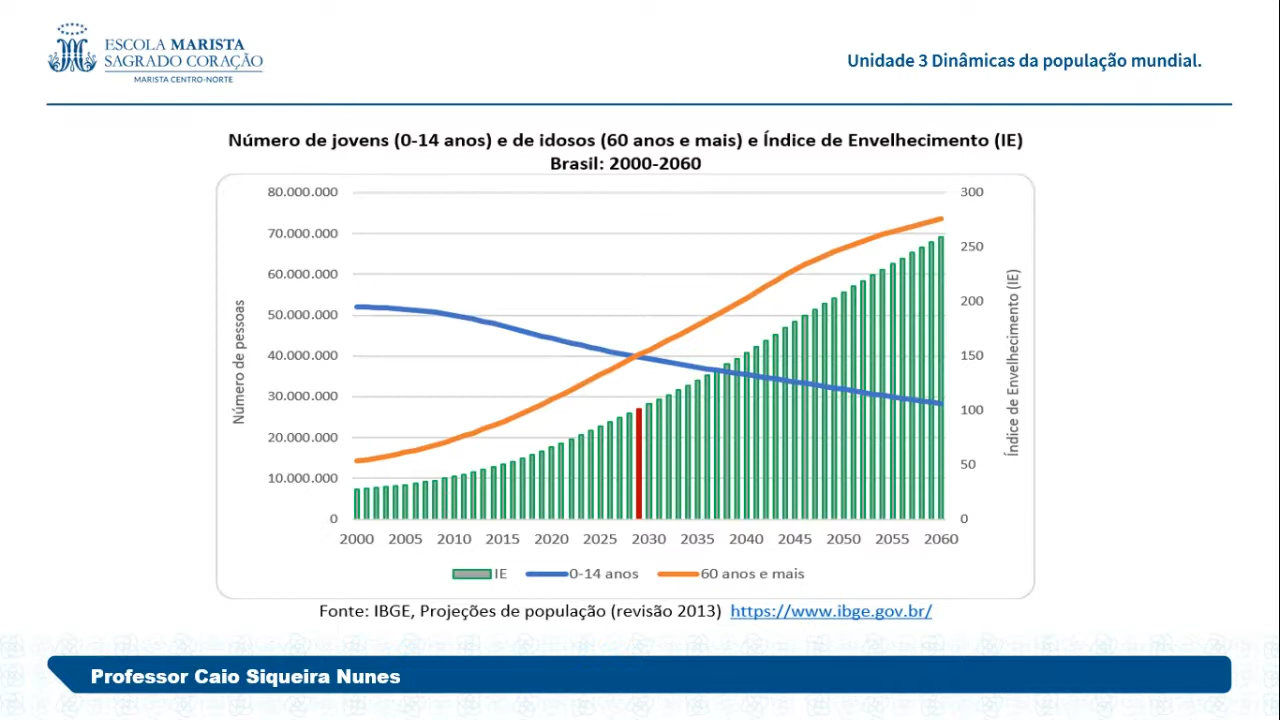 ESCOLA MARISTA
SAGRADO CORAÇÃO
MARISTA CENTRO-NORTE
Unidade 3 Dinâmicas da população mundial.
Número de jovens (0-14 anos) e de idosos (60 anos e mais) e Índice de Envelhecimento (IE)
Brasil: 2000-2060
80.000.000
70.000.000
60.000.000
50.000.000
40.000.000
30.000.000
20.000.000
10.000.000
0
Número de pessoas
300
250
200
150
100
50
0
Índice de Envelhecimento (IE)
2000 2005 2010 2015 2020 2025 2030 2035 2040 2045 2050 2055 2060
IE 0-14 anos 60 anos e mais
Fonte: IBGE, Projeções de população (revisão 2013) https://www.ibge.gov.br/
Professor Caio Siqueira Nunes